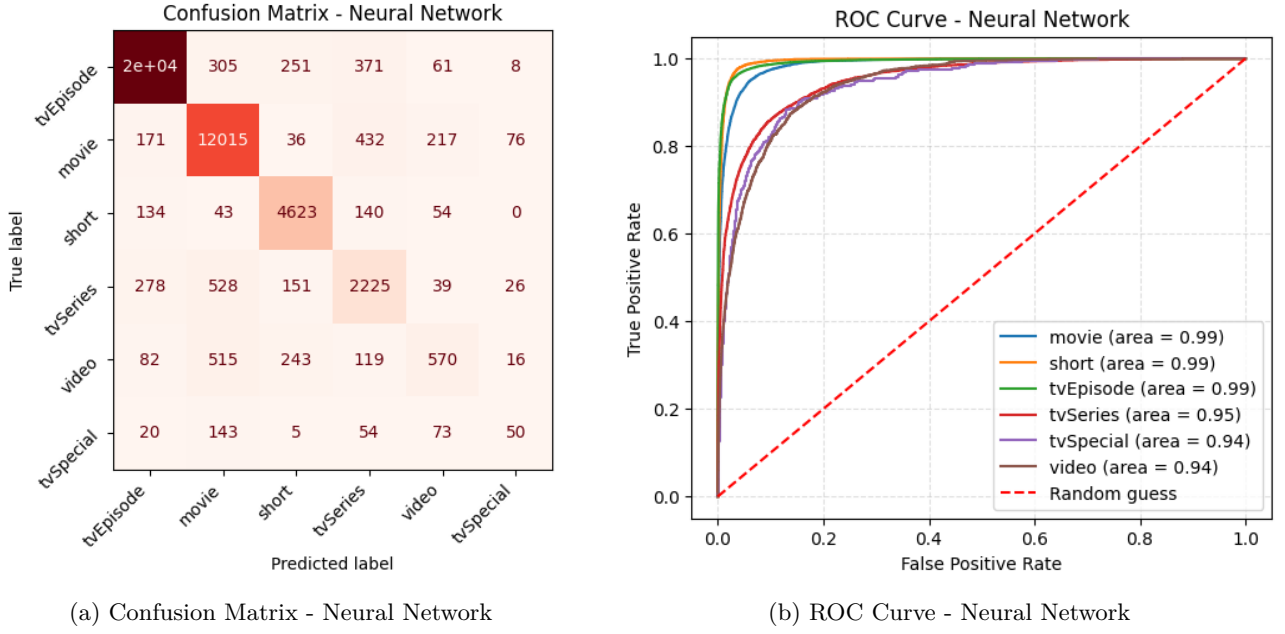 Confusion Matrix - Neural Network
tvEpisode 2e+04 305 251 371 61 8
movie 171 12015 36 432 217 76
short 134 43 4623 140 54 0
tvSeries 278 528 151 2225 39 26
video 82 515 243 119 570 16
tvSpecial 20 143 5 54 73 50
True label
tvEpisode movie short tvSeries video tvSpecial
Predicted label
(a) Confusion Matrix - Neural Network
ROC Curve - Neural Network
1.0
0.8
0.6
0.4
0.2
0.0
True Positive Rate
movie (area = 0.99)
short (area = 0.99)
tvEpisode (area = 0.99)
tvSeries (area = 0.95)
tvSpecial (area = 0.94)
video (area = 0.94)
Random guess
0.0 0.2 0.4 0.6 0.8 1.0
False Positive Rate
(b) ROC Curve - Neural Network